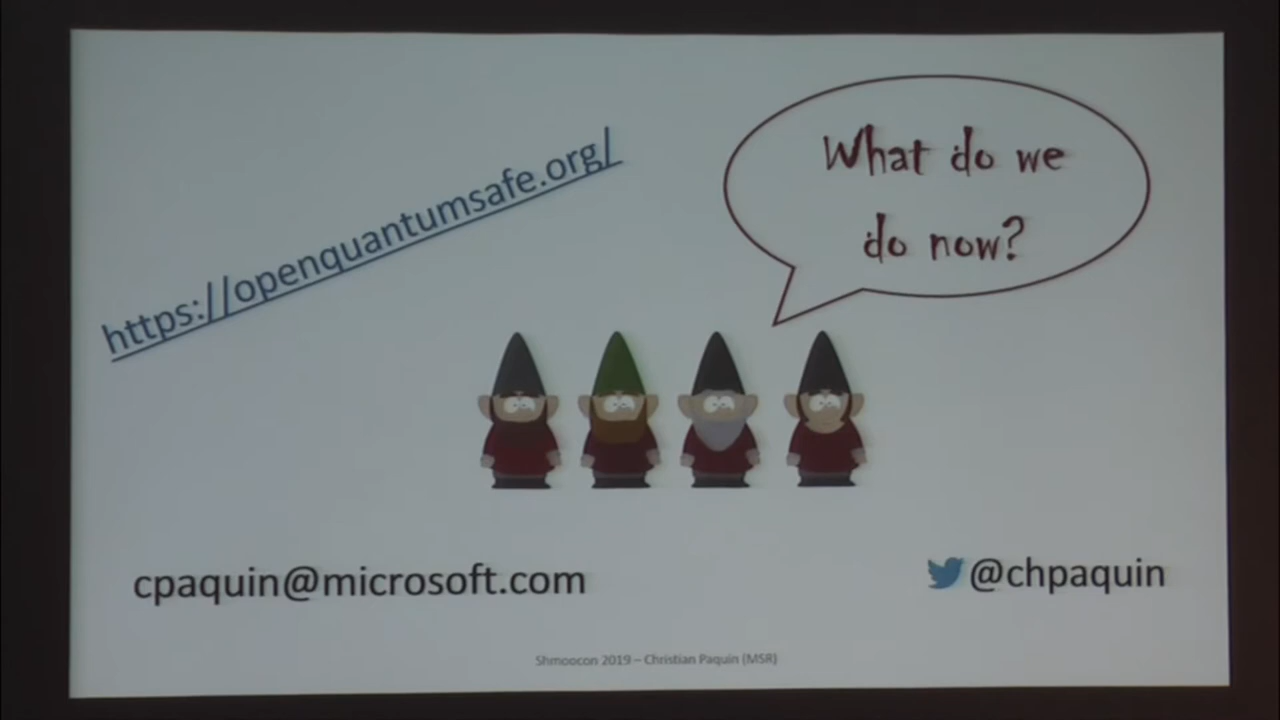 https://openquantumsafe.org/
What do we
do now?
cpaquin@microsoft.com
@chpaquin
Shmoocon 2019 – Christian Paquin (MSR)